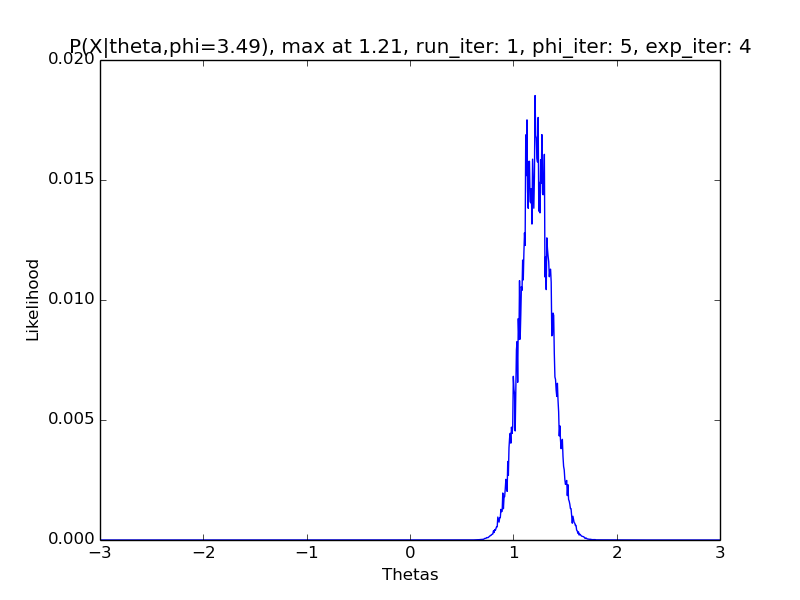 P(X|theta,phi=3.49), max at 1.21, run_iter: 1, phi_iter: 5, exp_iter: 4
0.020
0.015
0.010
0.005
0.000
Likelihood
−3 −2 −1 0 1 2 3
Thetas